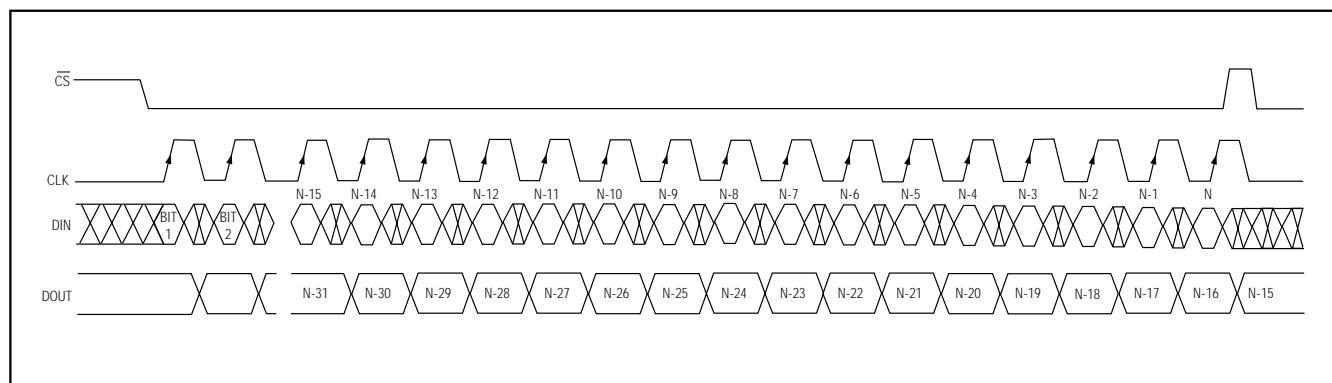 CS
CLK
N-15 N-14 N-13 N-12 N-11 N-10 N-9 N-8 N-7 N-6 N-5 N-4 N-3 N-2 N-1 N
DIN BIT 1 BIT 2
DOUT N-31 N-30 N-29 N-28 N-27 N-26 N-25 N-24 N-23 N-22 N-21 N-20 N-19 N-18 N-17 N-16 N-15